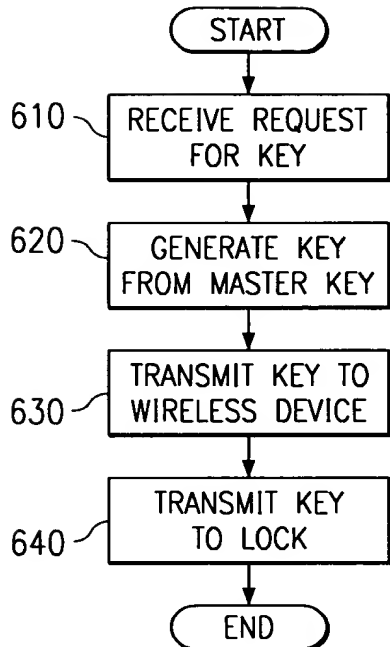 START
610
RECEIVE REQUEST
FOR KEY
620
GENERATE KEY
FROM MASTER KEY
630
TRANSMIT KEY TO
WIRELESS DEVICE
640
TRANSMIT KEY
TO LOCK
END